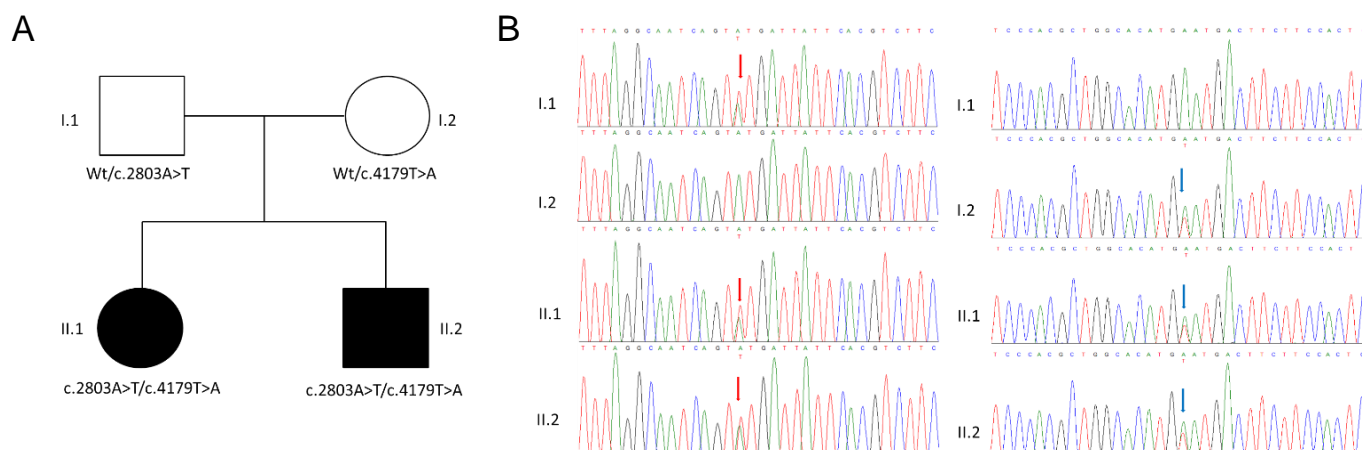 A
I.1
I.2
Wt/c.2803A>T
Wt/c.4179T>A
II.1
II.2
c.2803A>T/c.4179T>A
c.2803A>T/c.4179T>A
B
T T T A G G C A A T C A G T A T G A T T A T T C A C G T C T T C
T
I.1
T T T A G G C A A T C A G T A T G A T T A T T C A C G T C T T C
I.2
T T T A G G C A A T C A G T A T G A T T A T T C A C G T C T T C
T
II.1
T T T A G G C A A T C A G T A T G A T T A T T C A C G T C T T C
T
II.2
T C C C A C G C T G G C A C A T G A A T G A C T T C T T C C A C T
I.1
T C C C A C G C T G G C A C A T G A A T G A C T T C T T C C A C T
T
I.2
T C C C A C G C T G G C A C A T G A A T G A C T T C T T C C A C T
T
II.1
T C C C A C G C T G G C A C A T G A A T G A C T T C T T C C A C T C
T
II.2